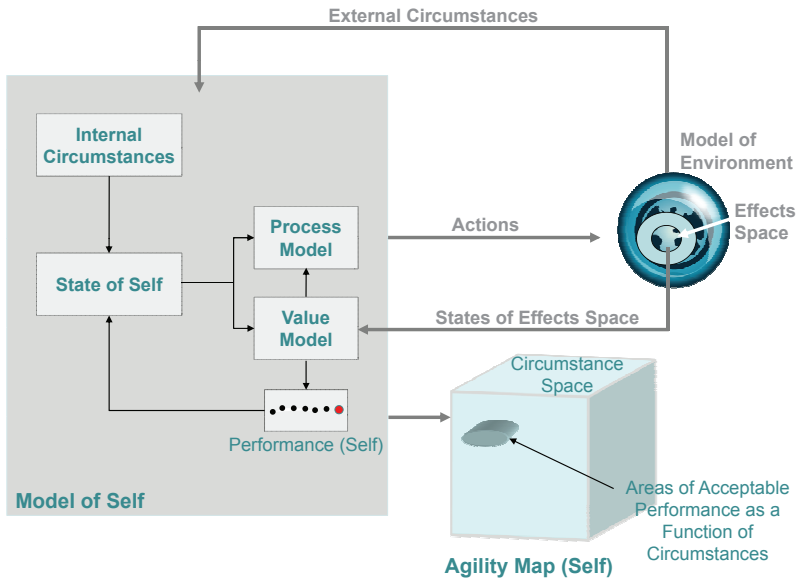 External Circumstances
Internal
Circumstances
Model of
Environment
Effects
Space
Process
Model
Actions
State of Self
Value
Model
States of Effects Space
Circumstance
Space
Performance (Self)
Areas of Acceptable
Performance as a
Function of
Circumstances
Model of Self
Agility Map (Self)